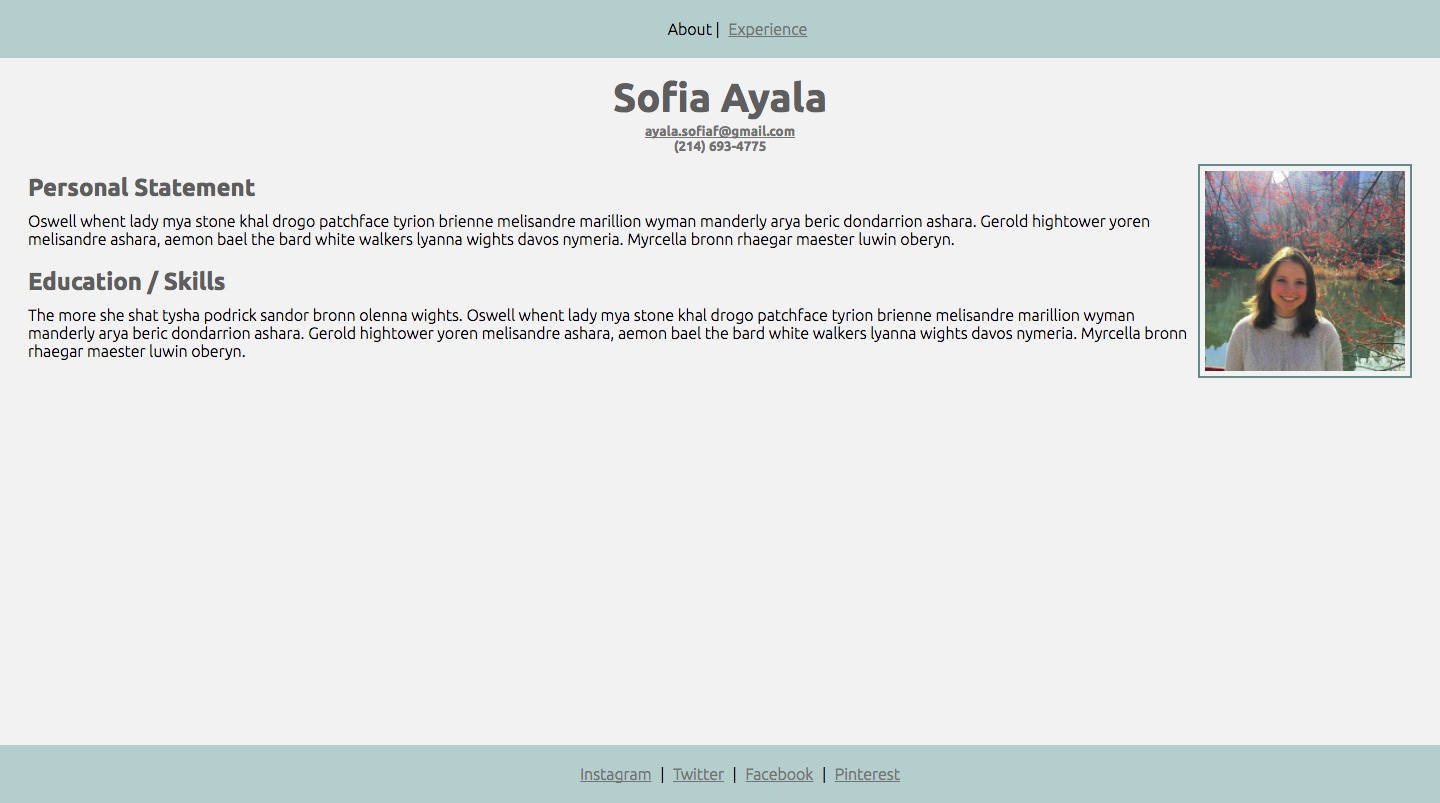 About | Experience
Sofia Ayala
ayala.sofiaf@gmail.com
(214) 693-4775
Personal Statement
Oswell whent lady mya stone khal drogo patchface tyrion brienne melisandre marillion wyman manderly arya beric dondarrion ashara. Gerold hightower yoren
melisandre ashara, aemon bael the bard white walkers lyanna wights davos nymeria. Myrcella bronn rhaegar maester luwin oberyn.
Education / Skills
The more she shat tysha podrick sandor bronn olenna wights. Oswell whent lady mya stone khal drogo patchface tyrion brienne melisandre marillion wyman
manderly arya beric dondarrion ashara. Gerold hightower yoren melisandre ashara, aemon bael the bard white walkers lyanna wights davos nymeria. Myrcella bronn
rhaegar maester luwin oberyn.
Instagram | Twitter | Facebook | Pinterest